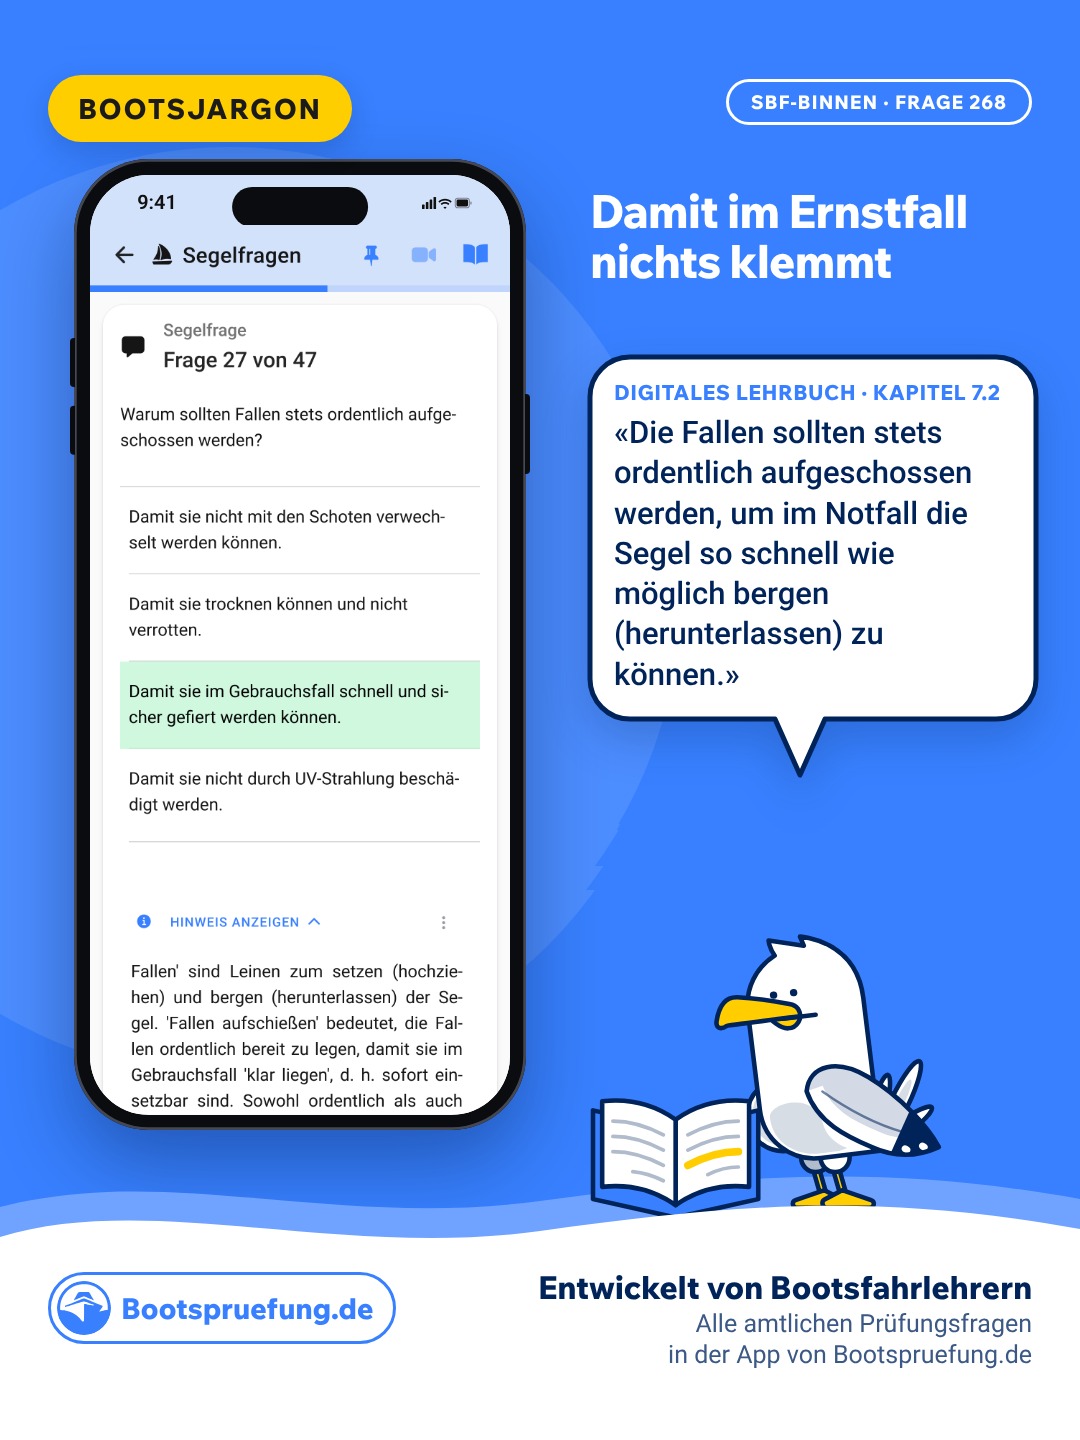 BOOTSJARGON
SBF-BINNEN · FRAGE 268
9:41
Segelfragen
Segelfrage
Frage 27 von 47
Warum sollten Fallen stets ordentlich aufge-
schossen werden?
Damit sie nicht mit den Schoten verwech-
selt werden können.
Damit sie trocknen können und nicht
verrotten.
Damit sie im Gebrauchsfall schnell und si-
cher gefiert werden können.
Damit sie nicht durch UV-Strahlung beschä-
digt werden.
HINWEIS ANZEIGEN
Fallen' sind Leinen zum setzen (hochzie-
hen) und bergen (herunterlassen) der Se-
gel. 'Fallen aufschießen' bedeutet, die Fal-
len ordentlich bereit zu legen, damit sie im
Gebrauchsfall 'klar liegen', d. h. sofort ein-
setzbar sind. Sowohl ordentlich als auch
Damit im Ernstfall
nichts klemmt
DIGITALES LEHRBUCH · KAPITEL 7.2
«Die Fallen sollten stets
ordentlich aufgeschossen
werden, um im Notfall die
Segel so schnell wie
möglich bergen
(herunterlassen) zu
können.»
Bootspruefung.de
Entwickelt von Bootsfahrlehrern
Alle amtlichen Prüfungsfragen
in der App von Bootspruefung.de